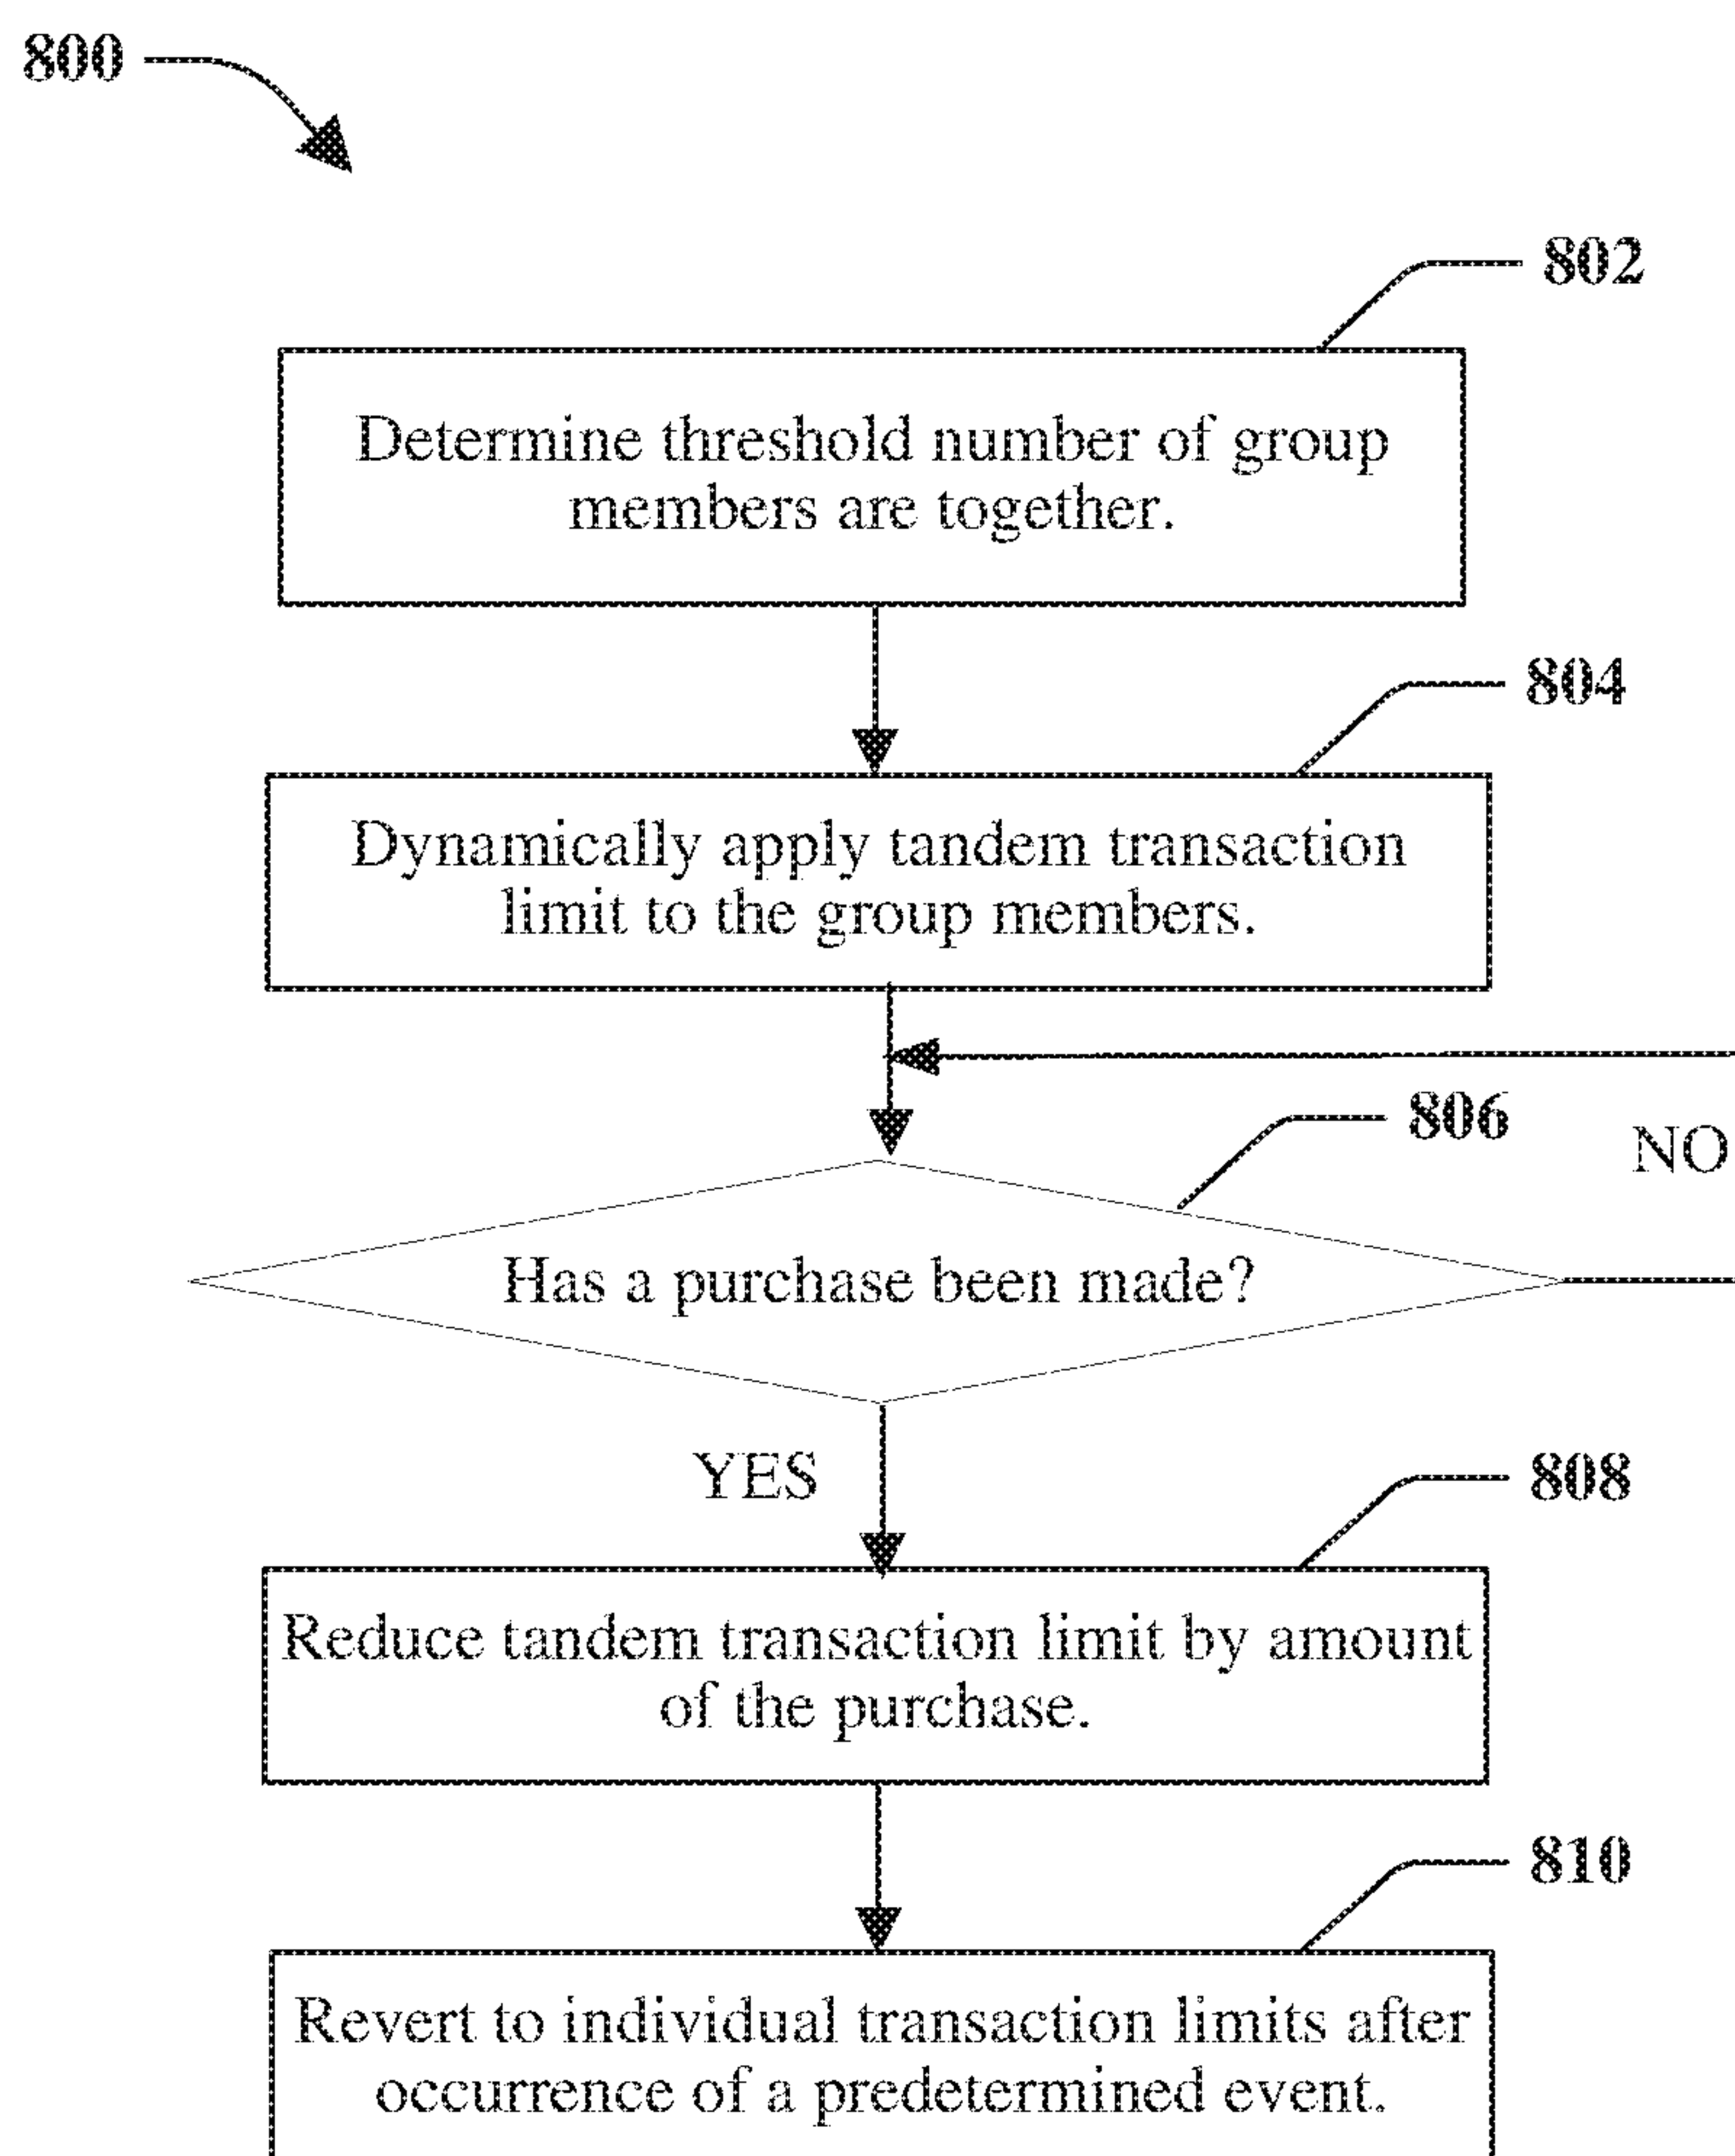 800
802
Determine threshold number of group
members are together.
804
Dynamically apply tandem transaction
limit to the group members.
806
NO
Has a purchase been made?
YES
808
Reduce tandem transaction limit by amount
of the purchase.
810
Revert to individual transaction limits after
occurrence of a predetermined event.